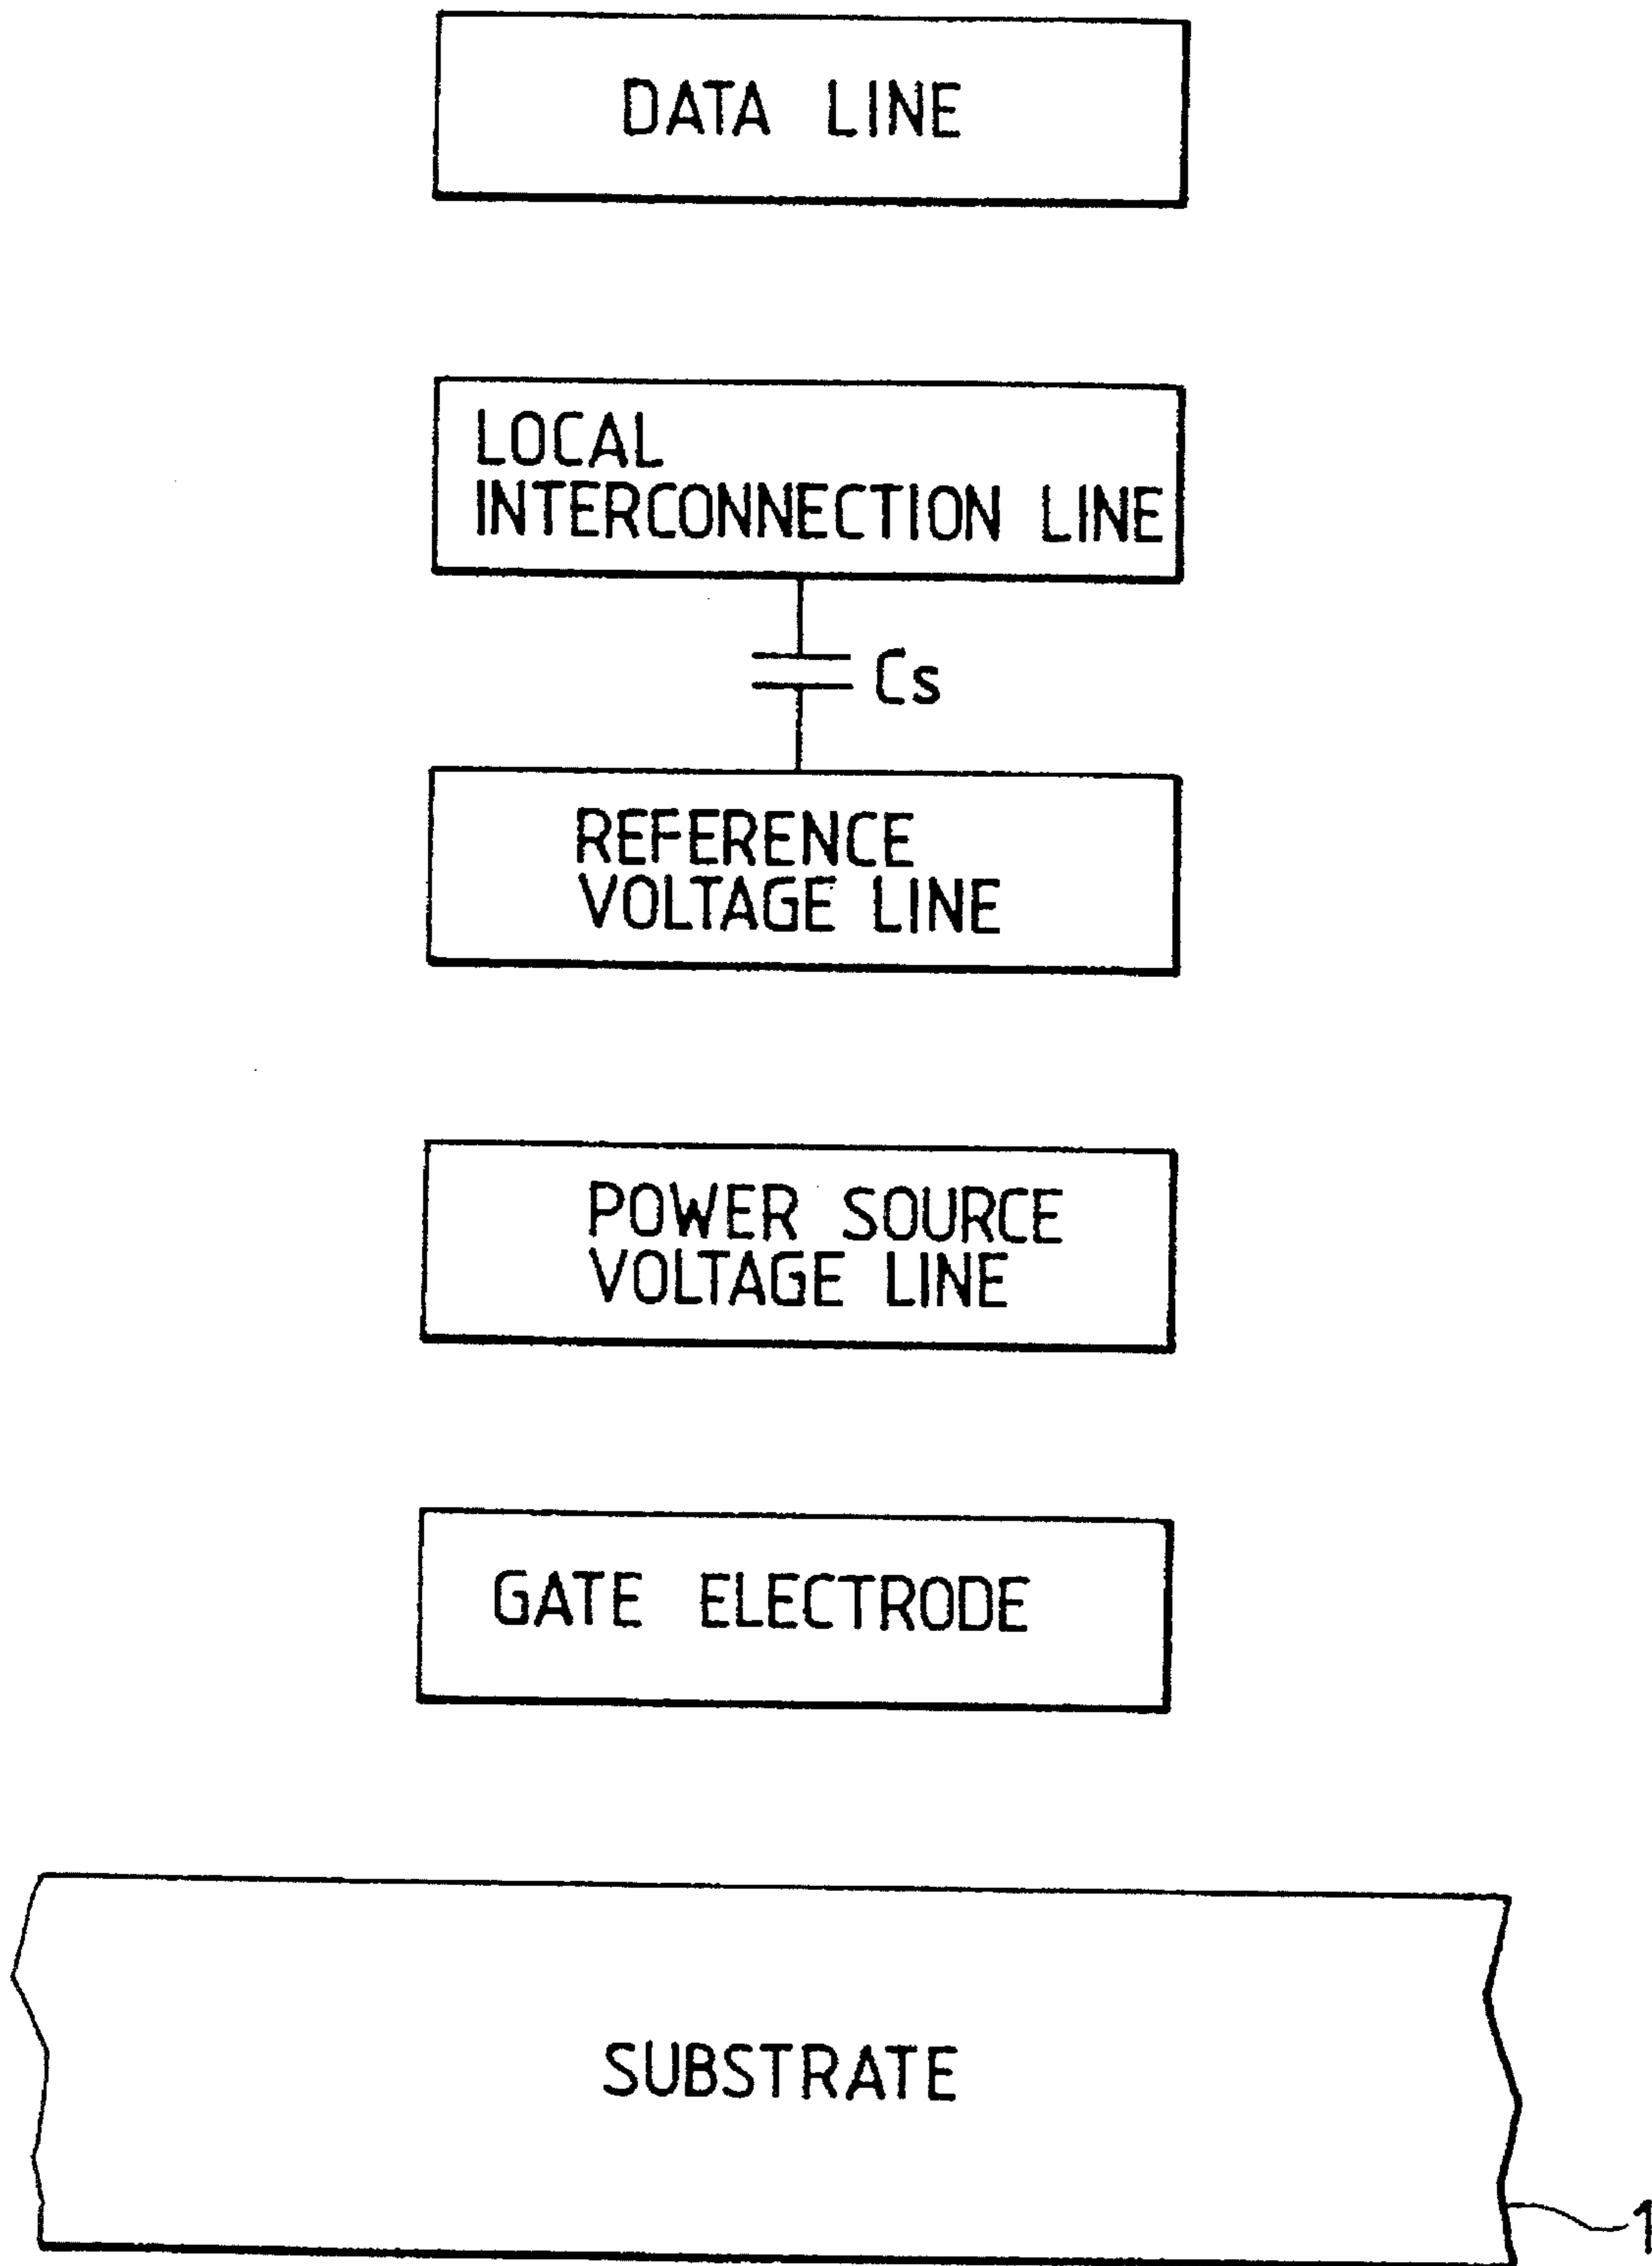 DATA LINE
LOCAL
INTERCONNECTION LINE
Cs
REFERENCE
VOLTAGE LINE
POWER SOURCE
VOLTAGE LINE
GATE ELECTRODE
SUBSTRATE
1